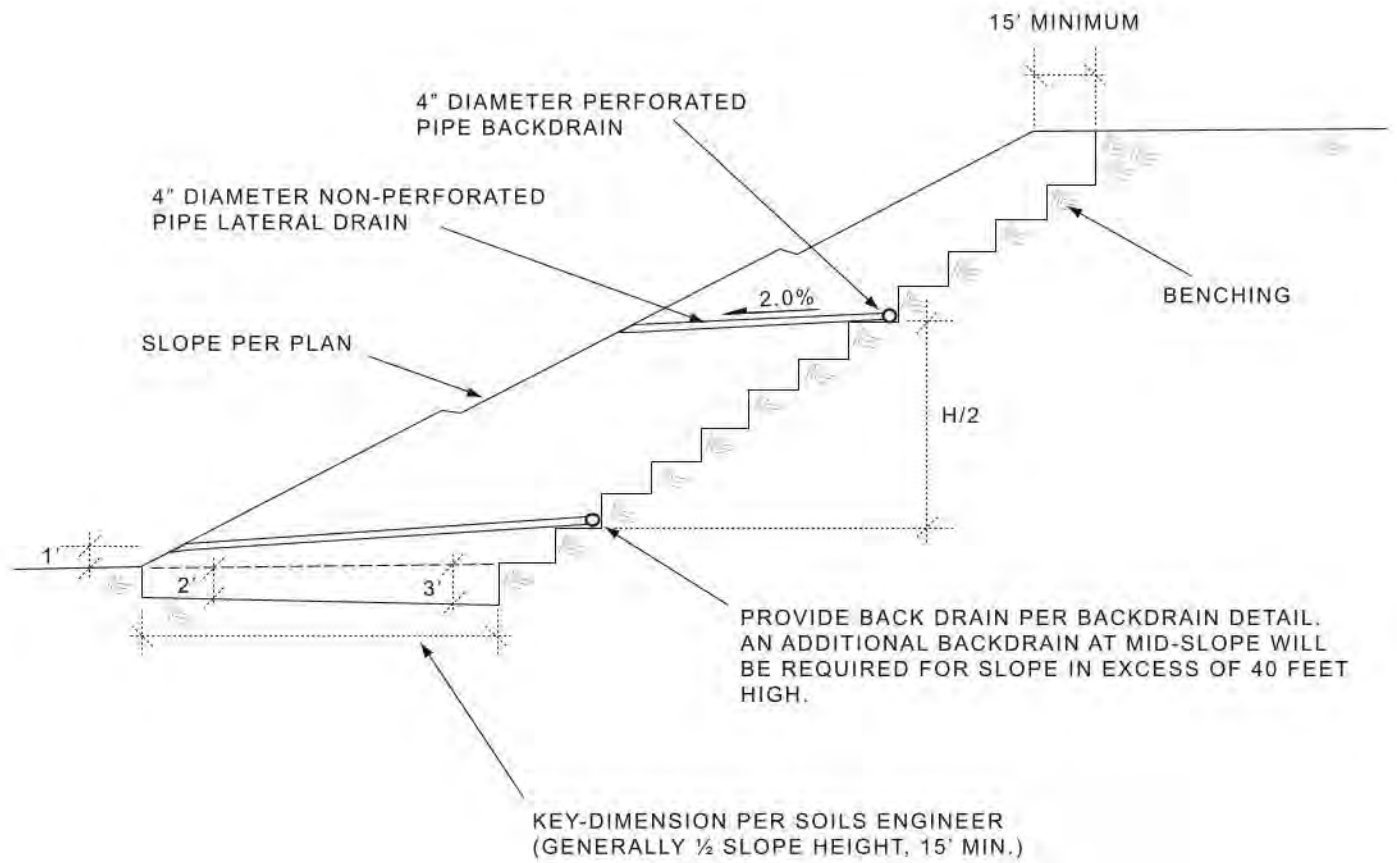 15' MINIMUM
4" DIAMETER PERFORATED
PIPE BACKDRAIN
4" DIAMETER NON-PERFORATED
PIPE LATERAL DRAIN
2.0%
BENCHING
SLOPE PER PLAN
H/2
1'
2'
3'
PROVIDE BACK DRAIN PER BACKDRAIN DETAIL.
AN ADDITIONAL BACKDRAIN AT MID-SLOPE WILL
BE REQUIRED FOR SLOPE IN EXCESS OF 40 FEET
HIGH.
KEY-DIMENSION PER SOILS ENGINEER
(GENERALLY ½ SLOPE HEIGHT, 15' MIN.)